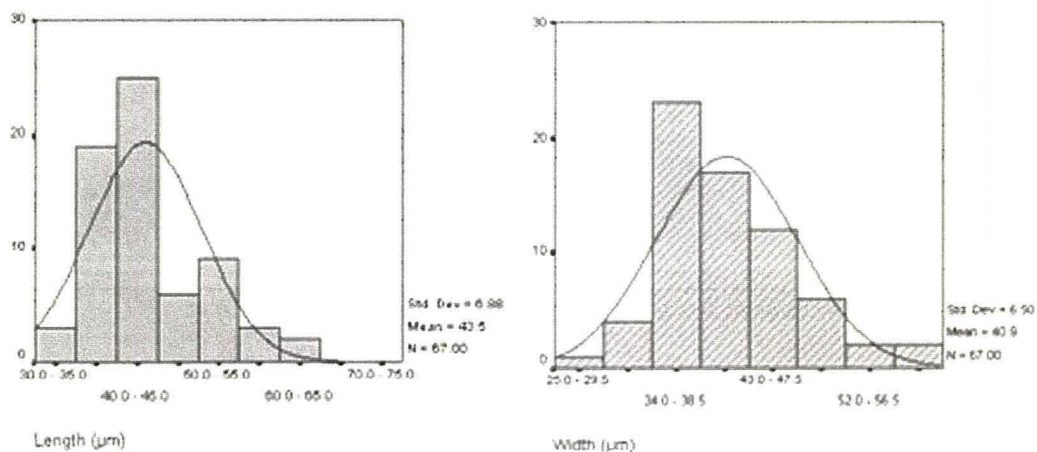 30
20
10
0
30.0 - 35.0
40.0 - 45.0
50.0 - 55.0
60.0 - 65.0
70.0 - 75.0
Std. Dev = 6.88
Mean = 43.5
N = 67.00
Length (µm)
30
20
10
0
25.0 - 29.5
34.0 - 38.5
43.0 - 47.5
52.0 - 56.5
Std. Dev = 6.50
Mean = 40.9
N = 67.00
Width (µm)